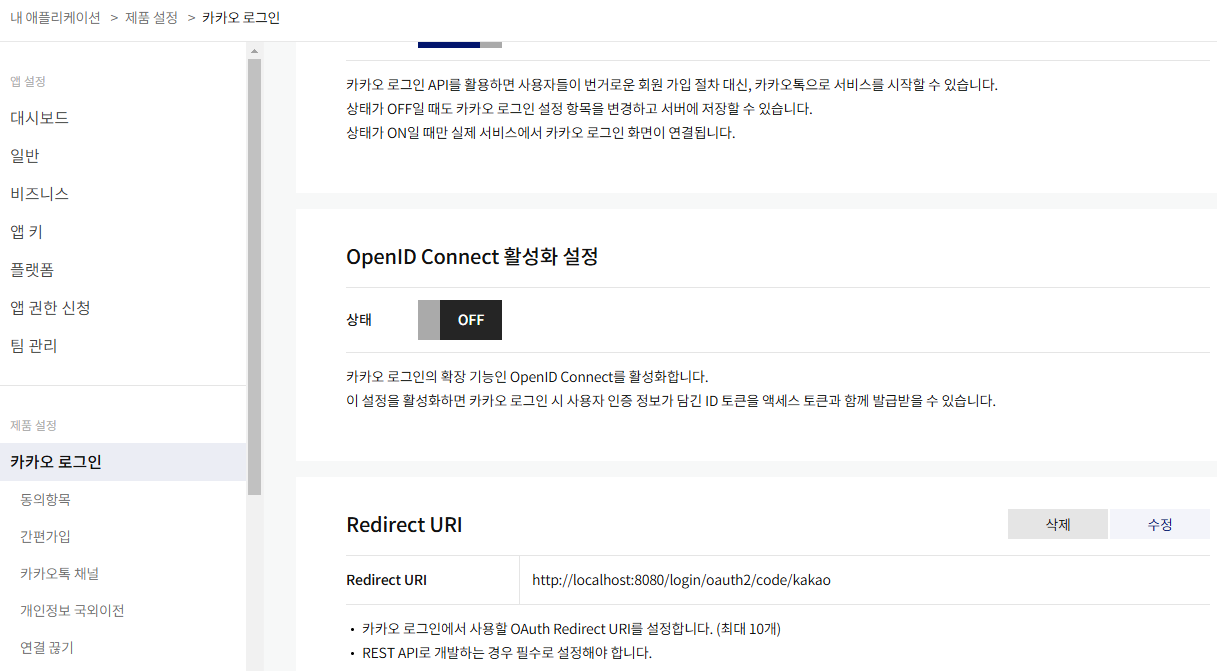 내 애플리케이션 > 제품 설정 > 카카오 로그인
앱 설정
대시보드
일반
비즈니스
앱 키
플랫폼
앱 권한 신청
팀 관리
제품 설정
카카오 로그인
동의항목
간편가입
카카오톡 채널
개인정보 국외이전
연결 끊기
카카오 로그인 API를 활용하면 사용자들이 번거로운 회원 가입 절차 대신, 카카오톡으로 서비스를 시작할 수 있습니다.
상태가 OFF일 때도 카카오 로그인 설정 항목을 변경하고 서버에 저장할 수 있습니다.
상태가 ON일 때만 실제 서비스에서 카카오 로그인 화면이 연결됩니다.
OpenID Connect 활성화 설정
상태 OFF
카카오 로그인의 확장 기능인 OpenID Connect를 활성화합니다.
이 설정을 활성화하면 카카오 로그인 시 사용자 인증 정보가 담긴 ID 토큰을 액세스 토큰과 함께 발급받을 수 있습니다.
Redirect URI 삭제 수정
Redirect URI http://localhost:8080/login/oauth2/code/kakao
• 카카오 로그인에서 사용할 OAuth Redirect URI를 설정합니다. (최대 10개)
• REST API로 개발하는 경우 필수로 설정해야 합니다.